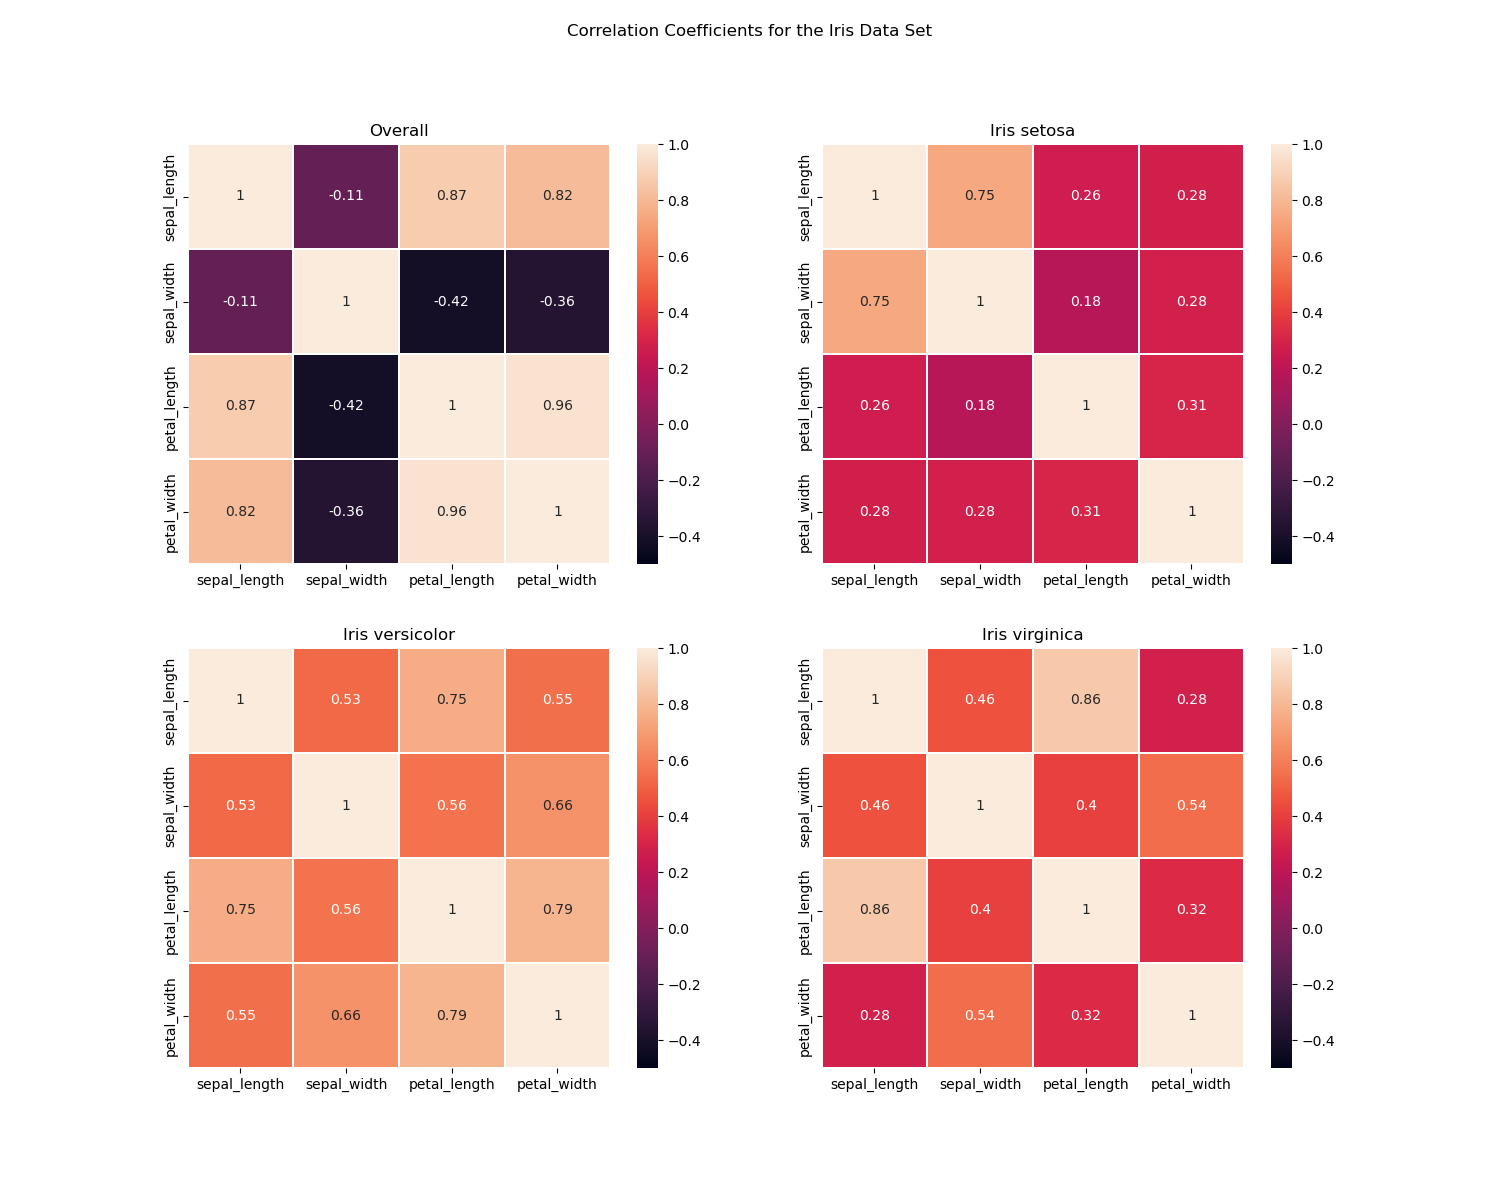 Correlation Coefficients for the Iris Data Set
Overall
sepal_length
sepal_width
petal_length
petal_width
1 -0.11 0.87 0.82
-0.11 1 -0.42 -0.36
0.87 -0.42 1 0.96
0.82 -0.36 0.96 1
sepal_length sepal_width petal_length petal_width
1.0
0.8
0.6
0.4
0.2
0.0
−0.2
−0.4
Iris setosa
sepal_length
sepal_width
petal_length
petal_width
1 0.75 0.26 0.28
0.75 1 0.18 0.28
0.26 0.18 1 0.31
0.28 0.28 0.31 1
sepal_length sepal_width petal_length petal_width
1.0
0.8
0.6
0.4
0.2
0.0
−0.2
−0.4
Iris versicolor
sepal_length
sepal_width
petal_length
petal_width
1 0.53 0.75 0.55
0.53 1 0.56 0.66
0.75 0.56 1 0.79
0.55 0.66 0.79 1
sepal_length sepal_width petal_length petal_width
1.0
0.8
0.6
0.4
0.2
0.0
−0.2
−0.4
Iris virginica
sepal_length
sepal_width
petal_length
petal_width
1 0.46 0.86 0.28
0.46 1 0.4 0.54
0.86 0.4 1 0.32
0.28 0.54 0.32 1
sepal_length sepal_width petal_length petal_width
1.0
0.8
0.6
0.4
0.2
0.0
−0.2
−0.4